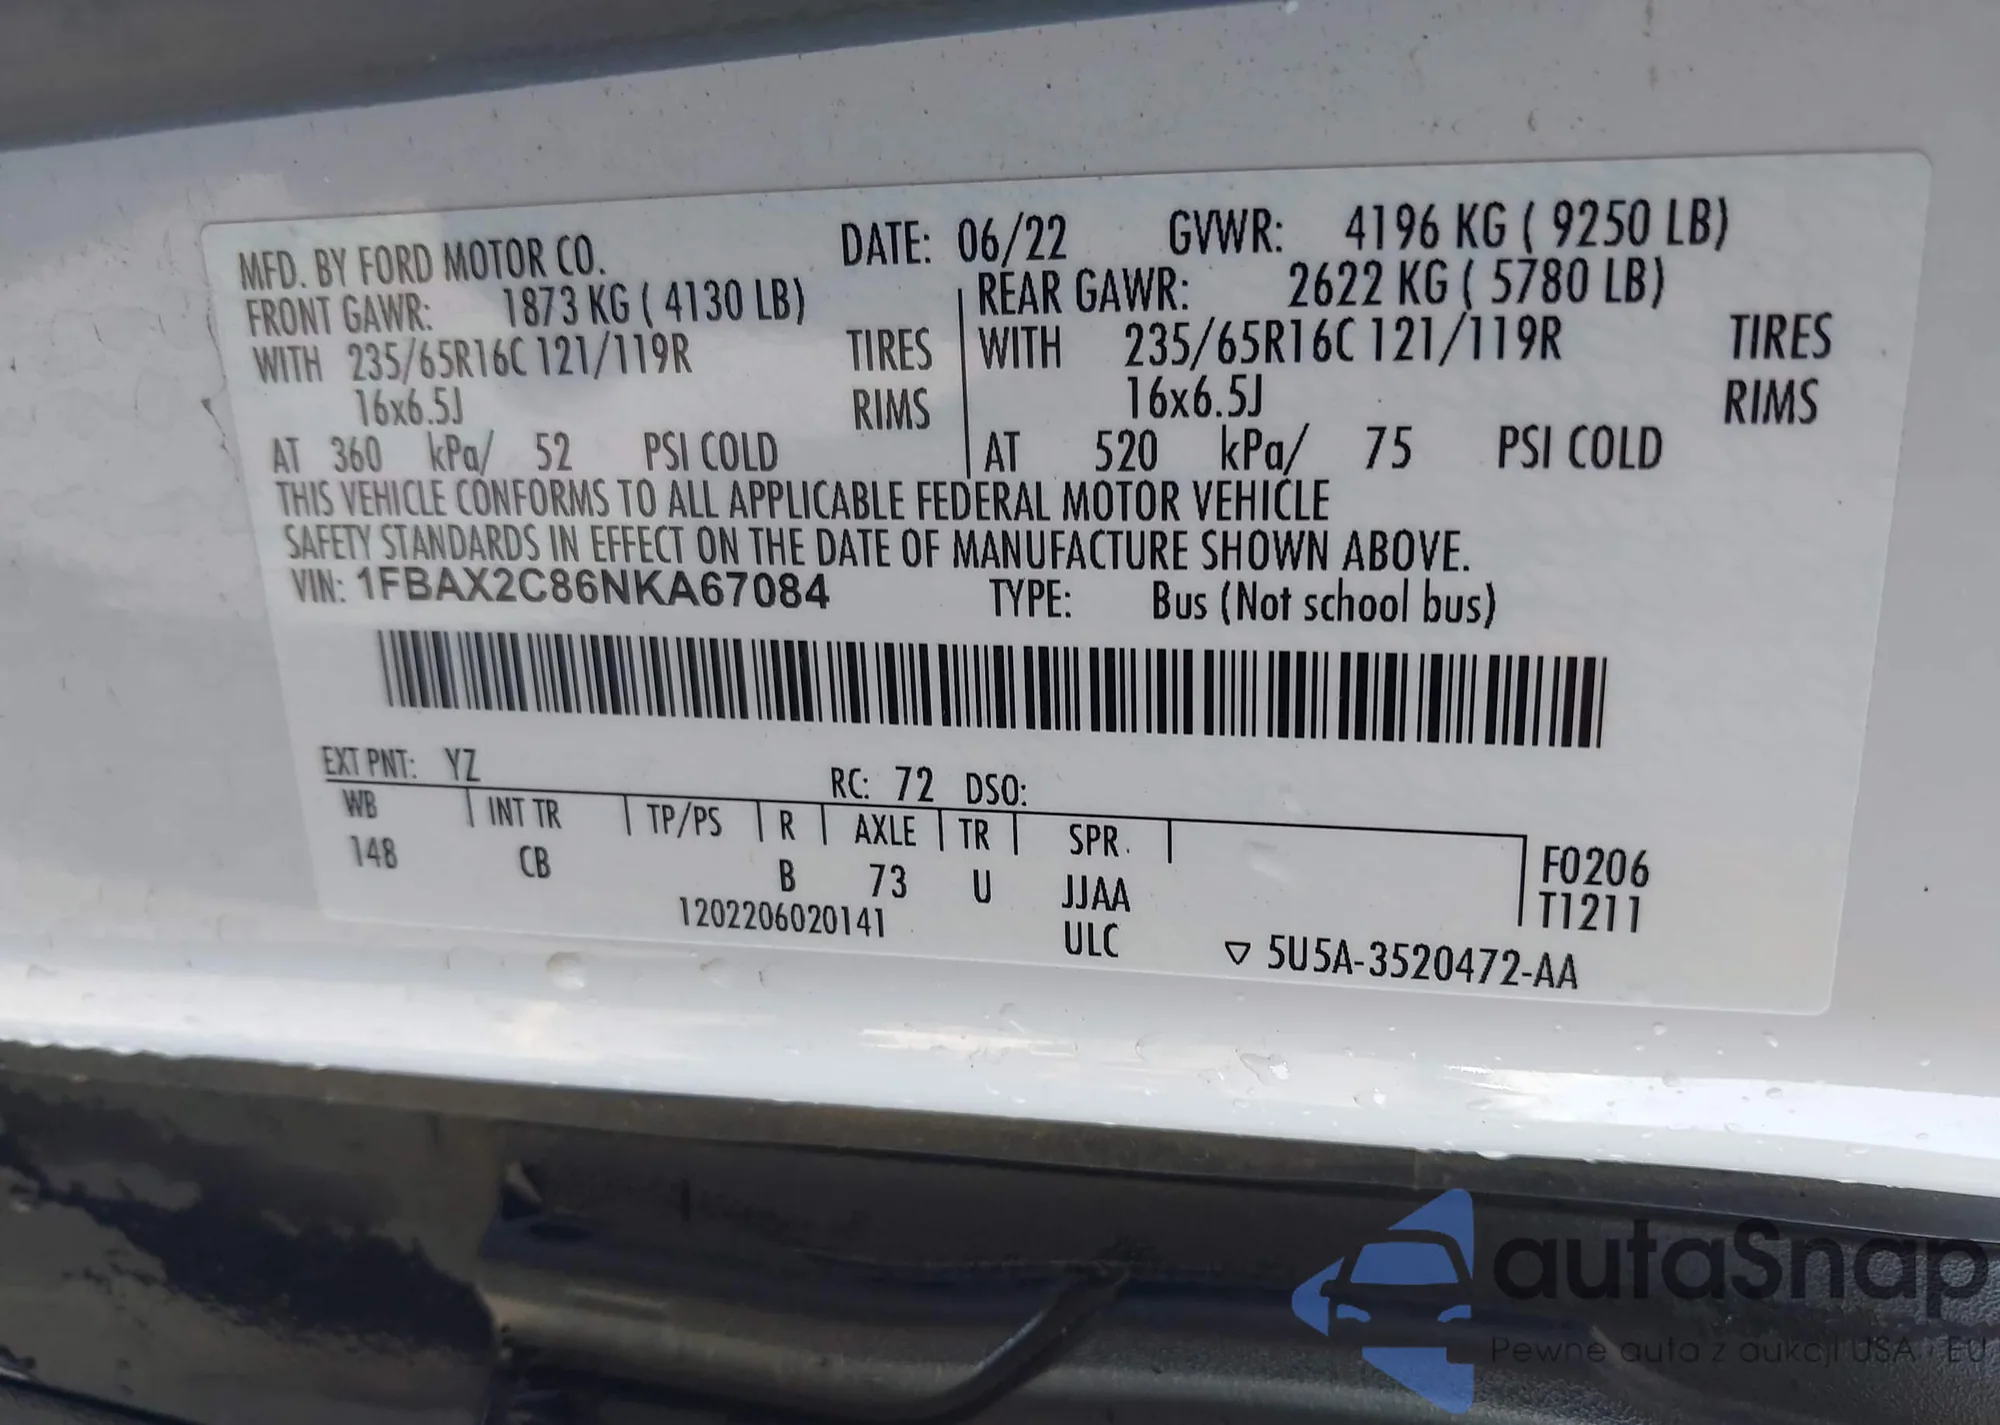 MFD. BY FORD MOTOR CO. DATE: 06/22 GVWR: 4196 KG ( 9250 LB)
FRONT GAWR: 1873 KG ( 4130 LB) REAR GAWR: 2622 KG ( 5780 LB)
WITH 235/65R16C 121/119R TIRES WITH 235/65R16C 121/119R TIRES
16x6.5J RIMS 16x6.5J RIMS
AT 360 kPa/ 52 PSI COLD AT 520 kPa/ 75 PSI COLD
THIS VEHICLE CONFORMS TO ALL APPLICABLE FEDERAL MOTOR VEHICLE
SAFETY STANDARDS IN EFFECT ON THE DATE OF MANUFACTURE SHOWN ABOVE.
VIN: 1FBAX2C86NKA67084 TYPE: Bus (Not school bus)
EXT PNT: YZ RC: 72 DSO:
WB INT TR TP/PS R AXLE TR SPR
148 CB B 73 U JJAA F0206
1202206020141 ULC T1211
▽ 5U5A-3520472-AA
autaSnap
Pewne auta z aukcji USA i EU